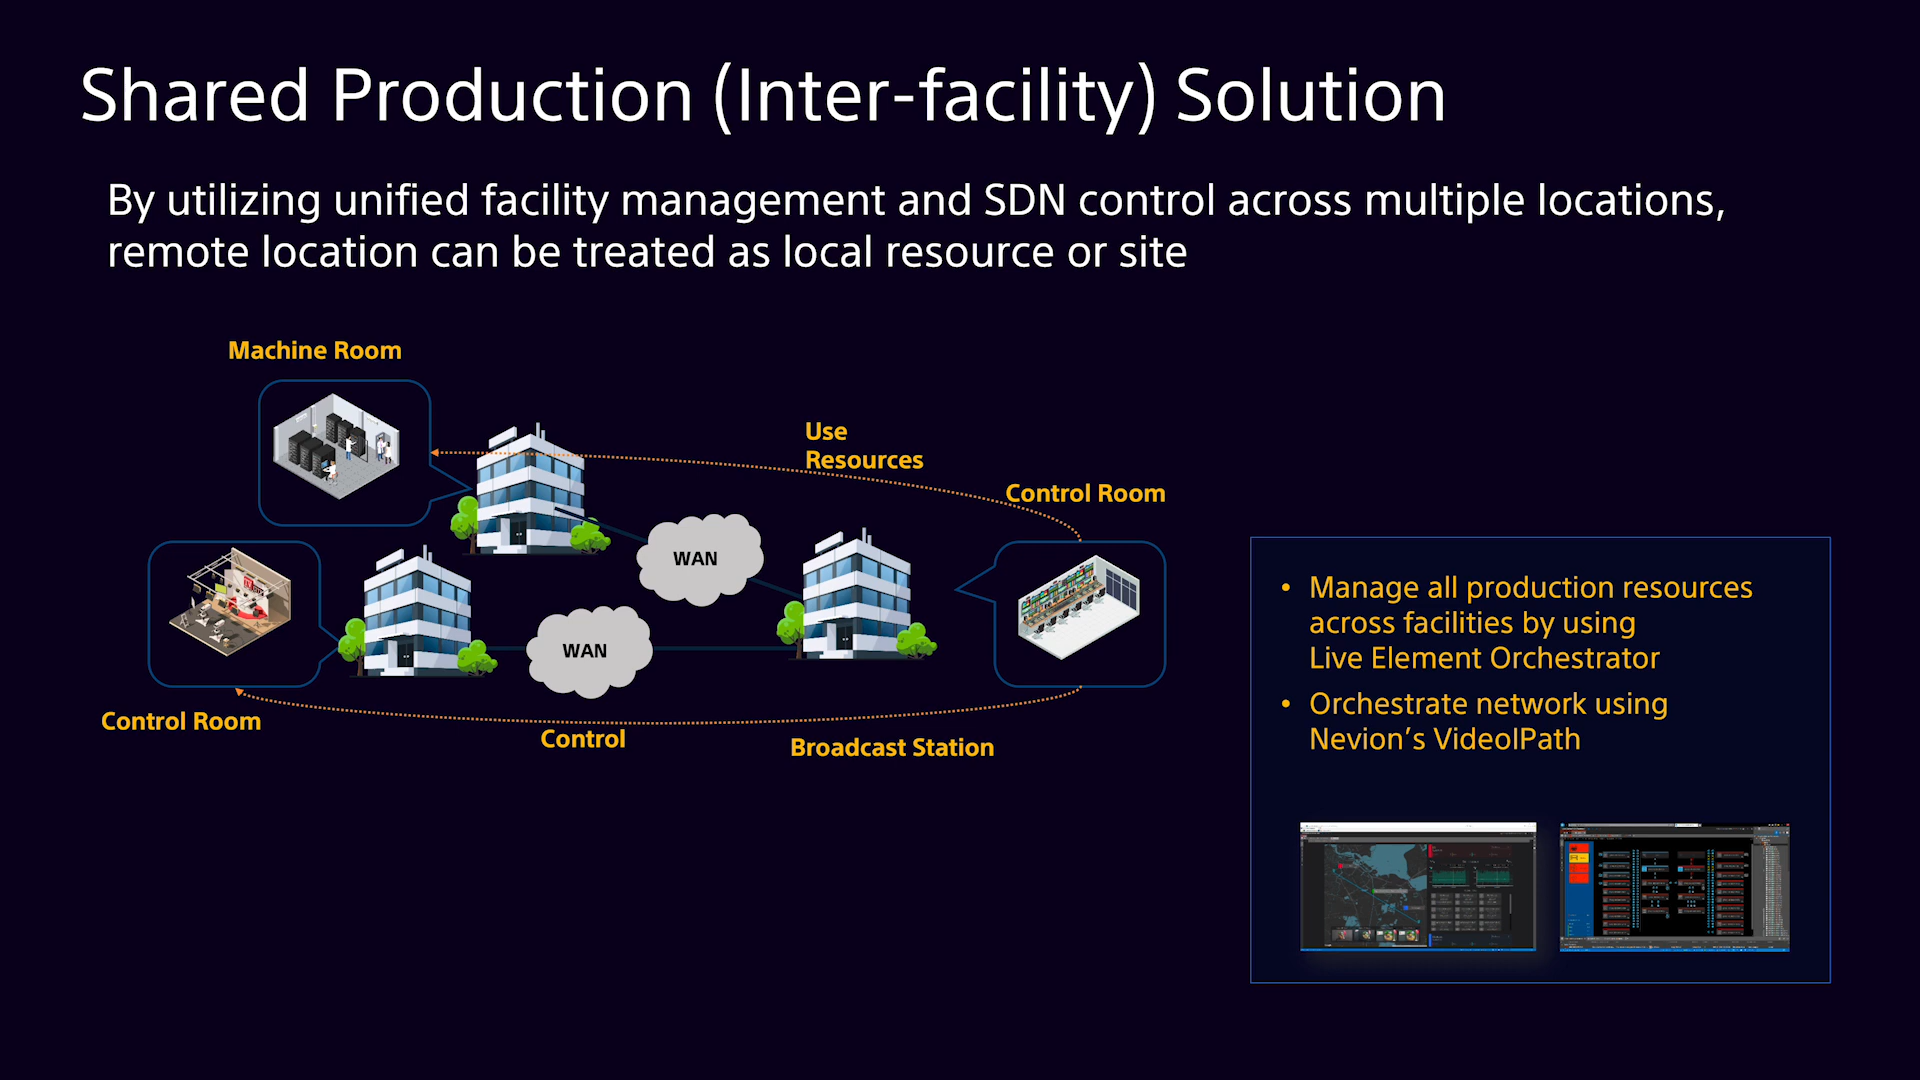 Shared Production (Inter-facility) Solution
By utilizing unified facility management and SDN control across multiple locations,
remote location can be treated as local resource or site
Machine Room
Use
Resources
Control Room
WAN
WAN
Control Room
Control
Broadcast Station
• Manage all production resources
across facilities by using
Live Element Orchestrator
• Orchestrate network using
Nevion’s VideoIPath